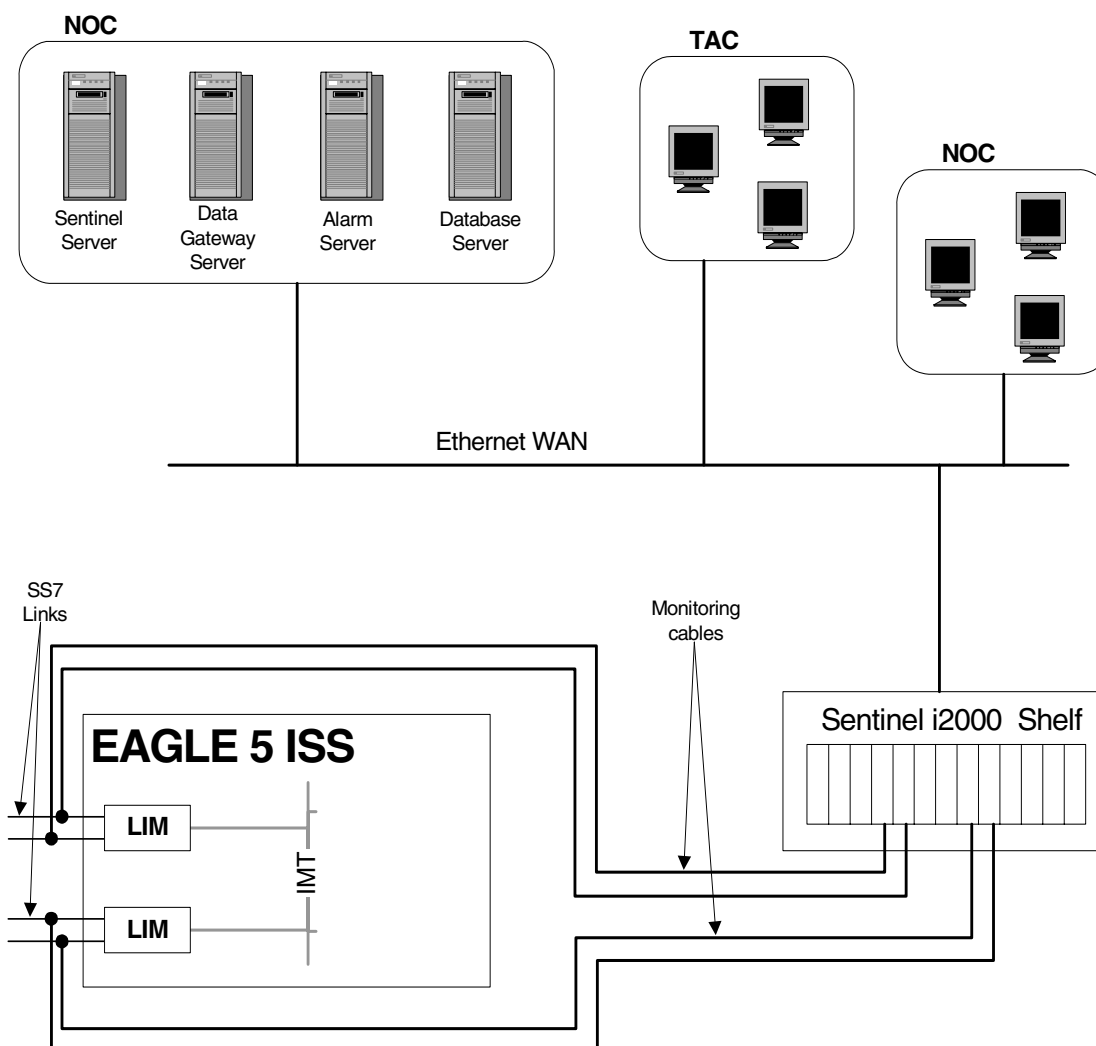 NOC
TAC
NOC
Sentinel
Server
Data
Gateway
Server
Alarm
Server
Database
Server
Ethernet WAN
SS7
Links
Monitoring
cables
Sentinel i2000 Shelf
EAGLE 5 ISS
LIM
IMT
LIM